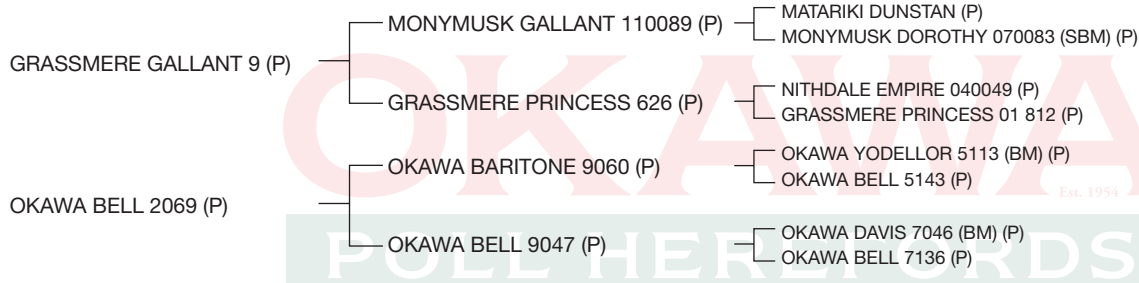 MATARIKI DUNSTAN (P)
MONYMUSK GALLANT 110089 (P)
MONYMUSK DOROTHY 070083 (SBM) (P)
GRASSMERE GALLANT 9 (P)
NITHDALE EMPIRE 040049 (P)
GRASSMERE PRINCESS 626 (P)
GRASSMERE PRINCESS 01 812 (P)
OKAWA
OKAWA YODELLOR 5113 (BM) (P)
OKAWA BARITONE 9060 (P)
OKAWA BELL 5143 (P)
Est. 1954
OKAWA BELL 2069 (P)
OKAWA DAVIS 7046 (BM) (P)
OKAWA BELL 9047 (P)
OKAWA BELL 7136 (P)
POLL HEREFORDS